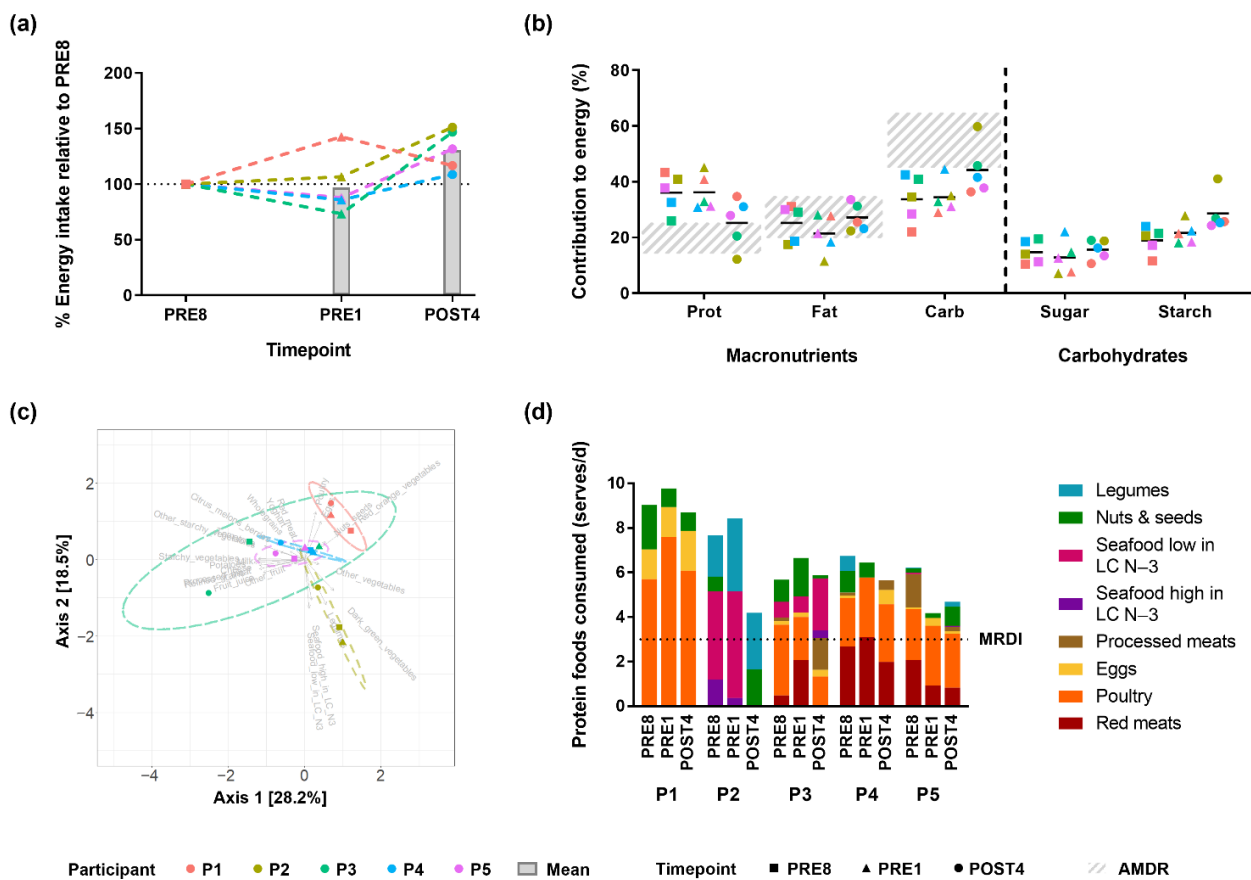 (a)
% Energy intake relative to PRE8
200
150
100
50
0
PRE8
PRE1
POST4
Timepoint
(b)
Contribution to energy (%)
80
60
40
20
0
Prot
Fat
Carb
Sugar
Starch
Macronutrients
Carbohydrates
(c)
Axis 2 [18.5%]
2
0
−2
−4
−4
−2
0
2
Axis 1 [28.2%]
Citrus_melons_berries
Other_starchy_vegetables
Starchy_vegetables
Fruit_juice
Other_fruit
Wholegrains
Red_meat
Red_orange_vegetables
Other_vegetables
Dark_green_vegetables
Seafood_high_in_LC_N3
Seafood_low_in_LC_N3
(d)
Protein foods consumed (serves/d)
10
8
6
4
2
0
MRDI
PRE8
PRE1
POST4
PRE8
PRE1
POST4
PRE8
PRE1
POST4
PRE8
PRE1
POST4
PRE8
PRE1
POST4
P1
P2
P3
P4
P5
Legumes
Nuts & seeds
Seafood low in
LC N–3
Seafood high in
LC N–3
Processed meats
Eggs
Poultry
Red meats
Participant P1 P2 P3 P4 P5 Mean
Timepoint PRE8 PRE1 POST4 AMDR